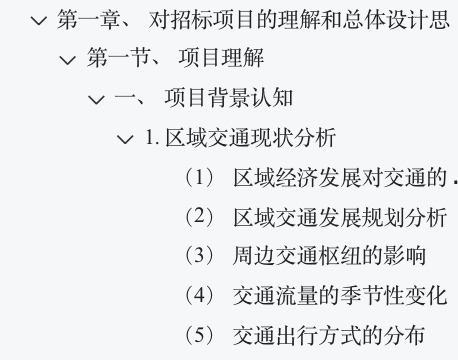 第一章、 对招标项目的理解和总体设计思
第一节、 项目理解
一、 项目背景认知
1. 区域交通现状分析
（1） 区域经济发展对交通的 .
（2） 区域交通发展规划分析
（3） 周边交通枢纽的影响
（4） 交通流量的季节性变化
（5） 交通出行方式的分布